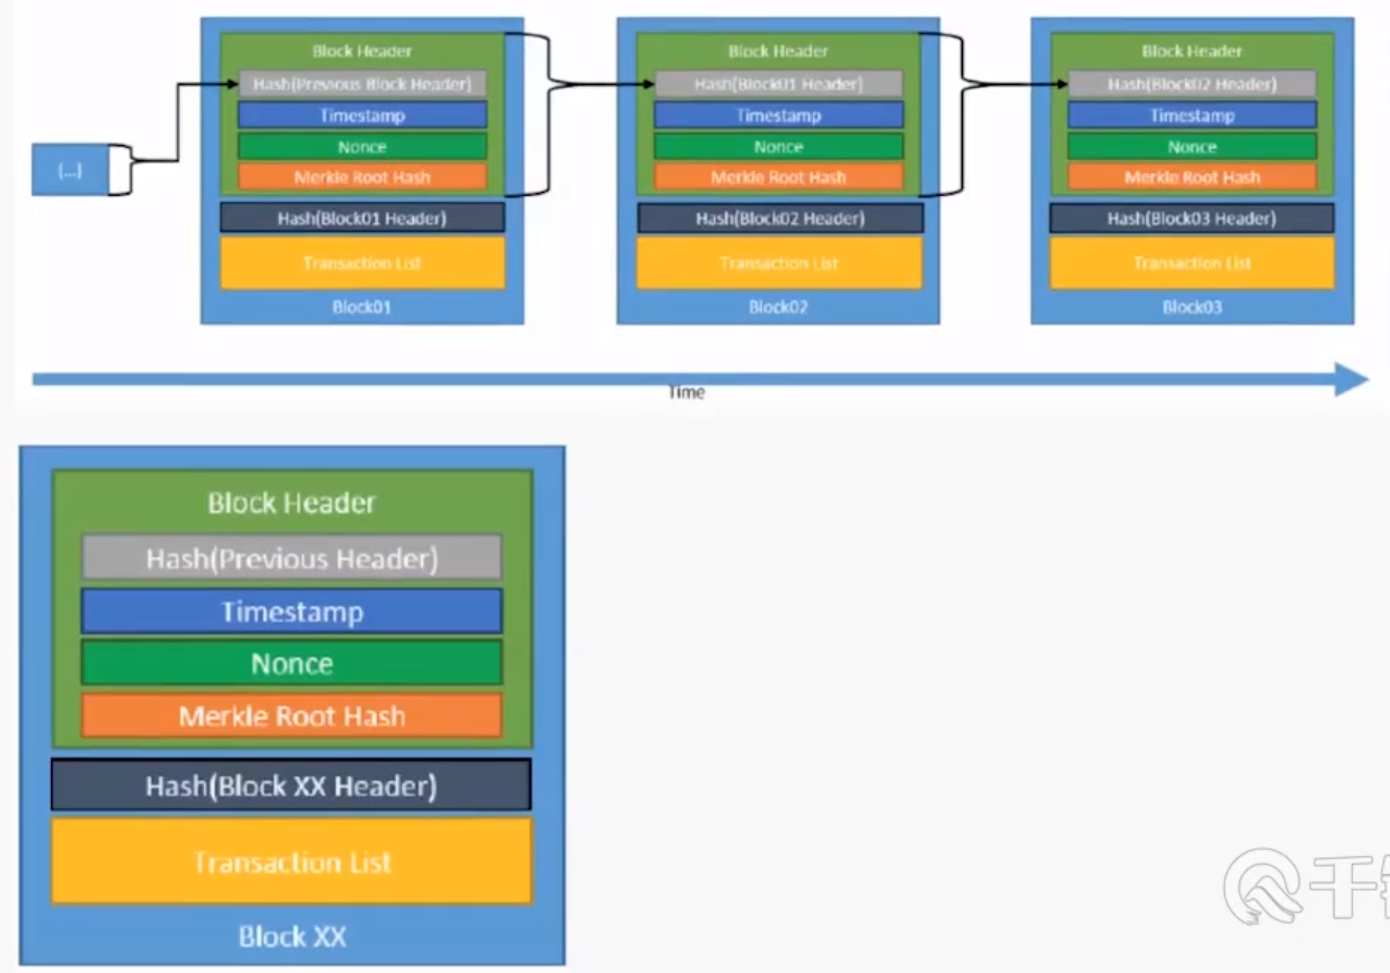 Block Header
Hash(Previous Block Header)
Timestamp
Nonce
Merkle Root Hash
Hash(Block01 Header)
Transaction List
Block01
Block Header
Hash(Block01 Header)
Timestamp
Nonce
Merkle Root Hash
Hash(Block02 Header)
Transaction List
Block02
Block Header
Hash(Block02 Header)
Timestamp
Nonce
Merkle Root Hash
Hash(Block03 Header)
Transaction List
Block03
(...)
Time
Block Header
Hash(Previous Header)
Timestamp
Nonce
Merkle Root Hash
Hash(Block XX Header)
Transaction List
Block XX
千